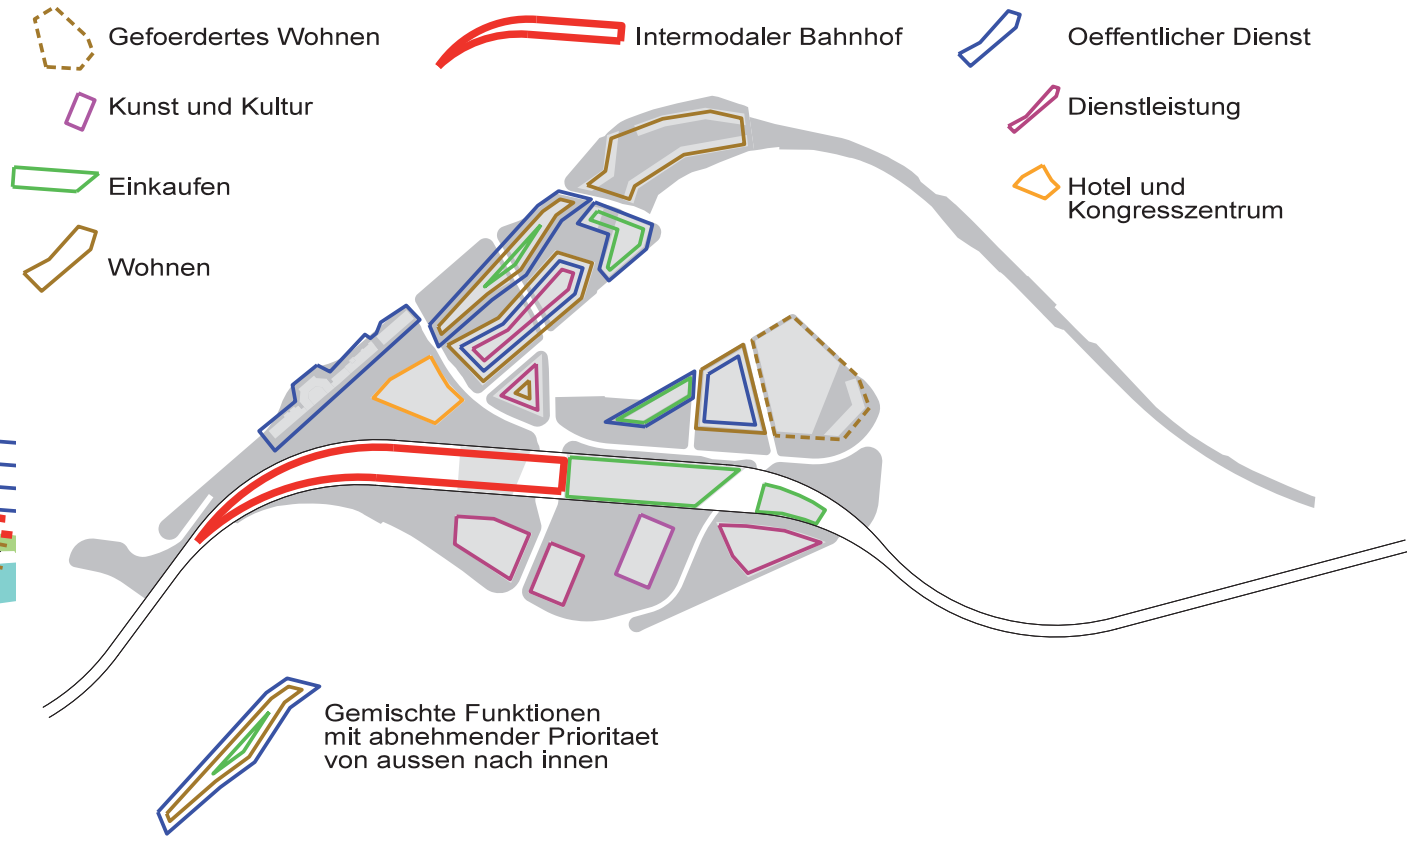 Gefoerdertes Wohnen
Intermodaler Bahnhof
Oeffentlicher Dienst
Kunst und Kultur
Dienstleistung
Einkaufen
Hotel und
Kongresszentrum
Wohnen
Gemischte Funktionen
mit abnehmender Prioritaet
von aussen nach innen